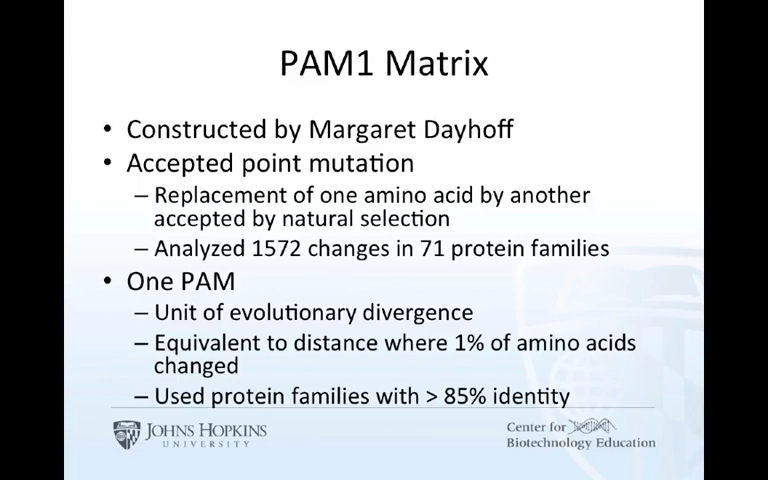 PAM1 Matrix
• Constructed by Margaret Dayhoff
• Accepted point mutation
– Replacement of one amino acid by another
accepted by natural selection
– Analyzed 1572 changes in 71 protein families
• One PAM
– Unit of evolutionary divergence
– Equivalent to distance where 1% of amino acids
changed
– Used protein families with > 85% identity
JOHNS HOPKINS
UNIVERSITY
Center for
Biotechnology Education